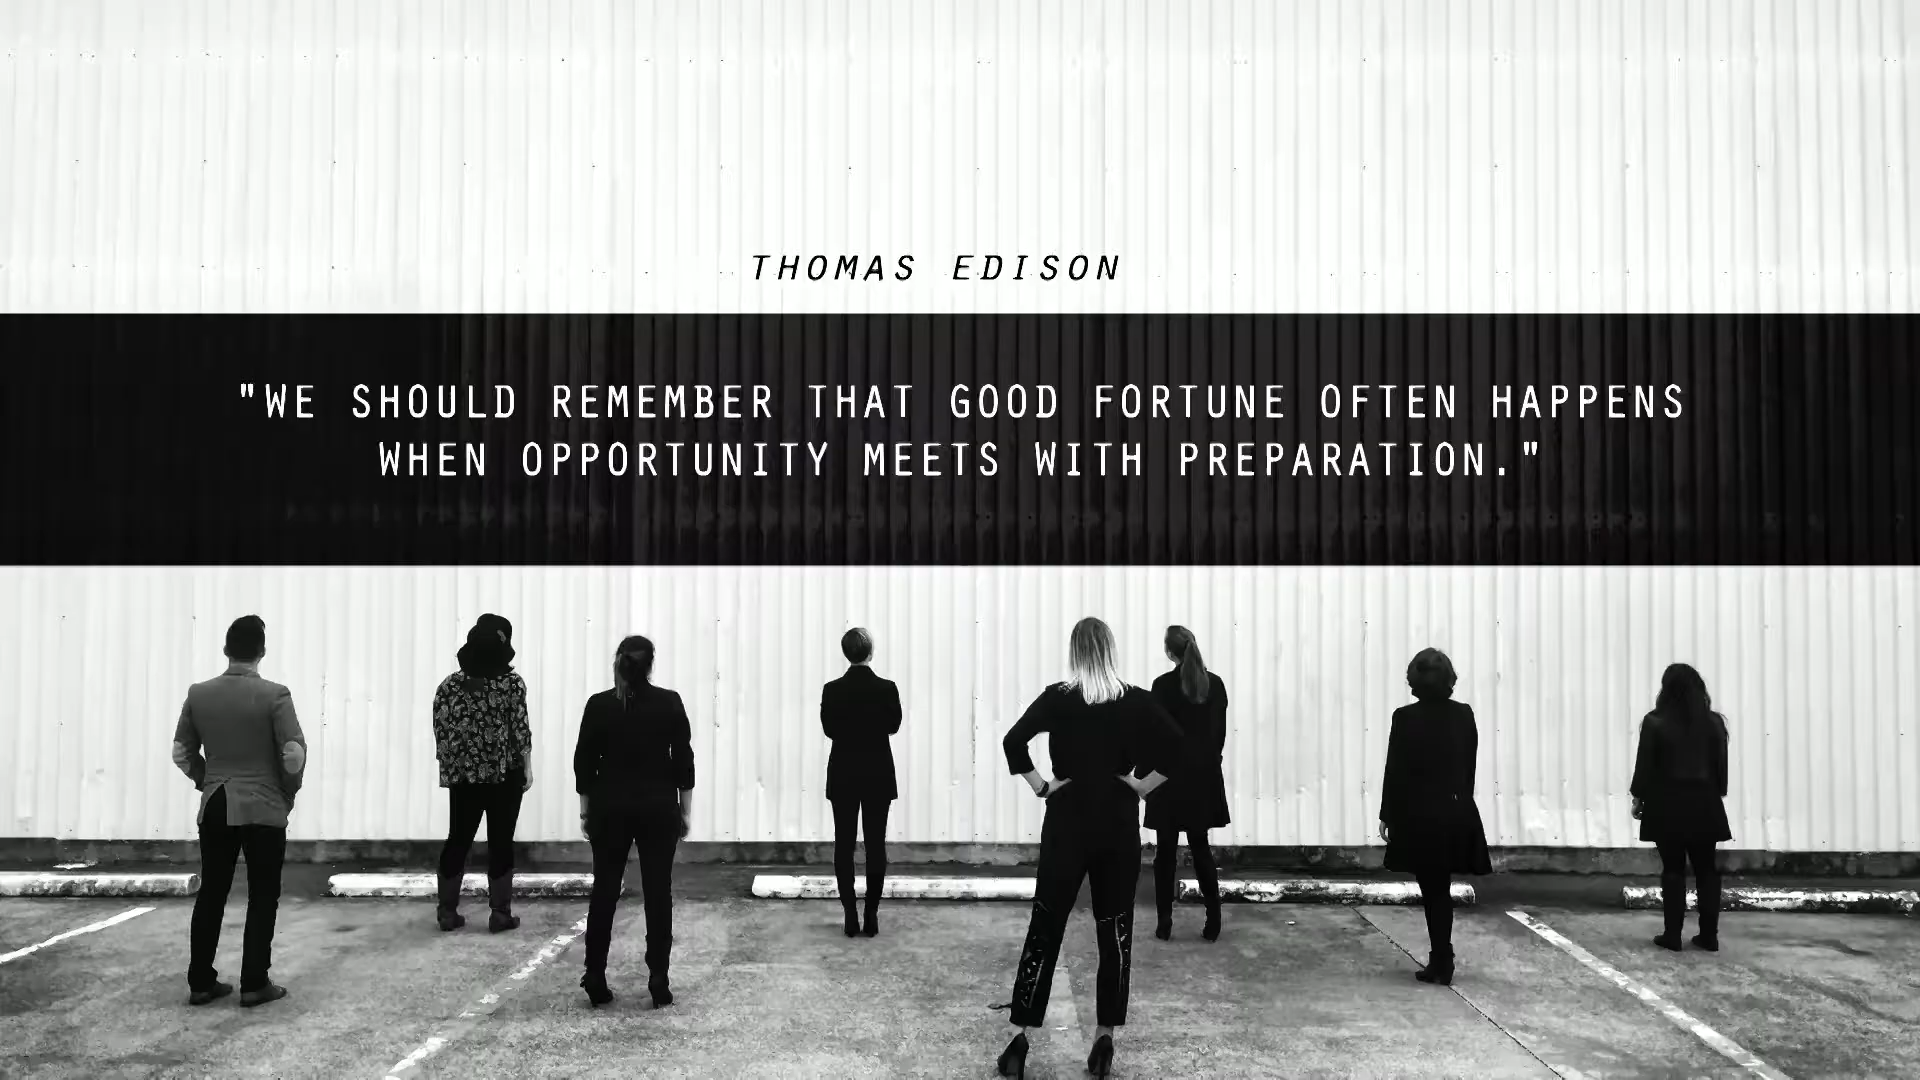 THOMAS EDISON
"WE SHOULD REMEMBER THAT GOOD FORTUNE OFTEN HAPPENS
WHEN OPPORTUNITY MEETS WITH PREPARATION."